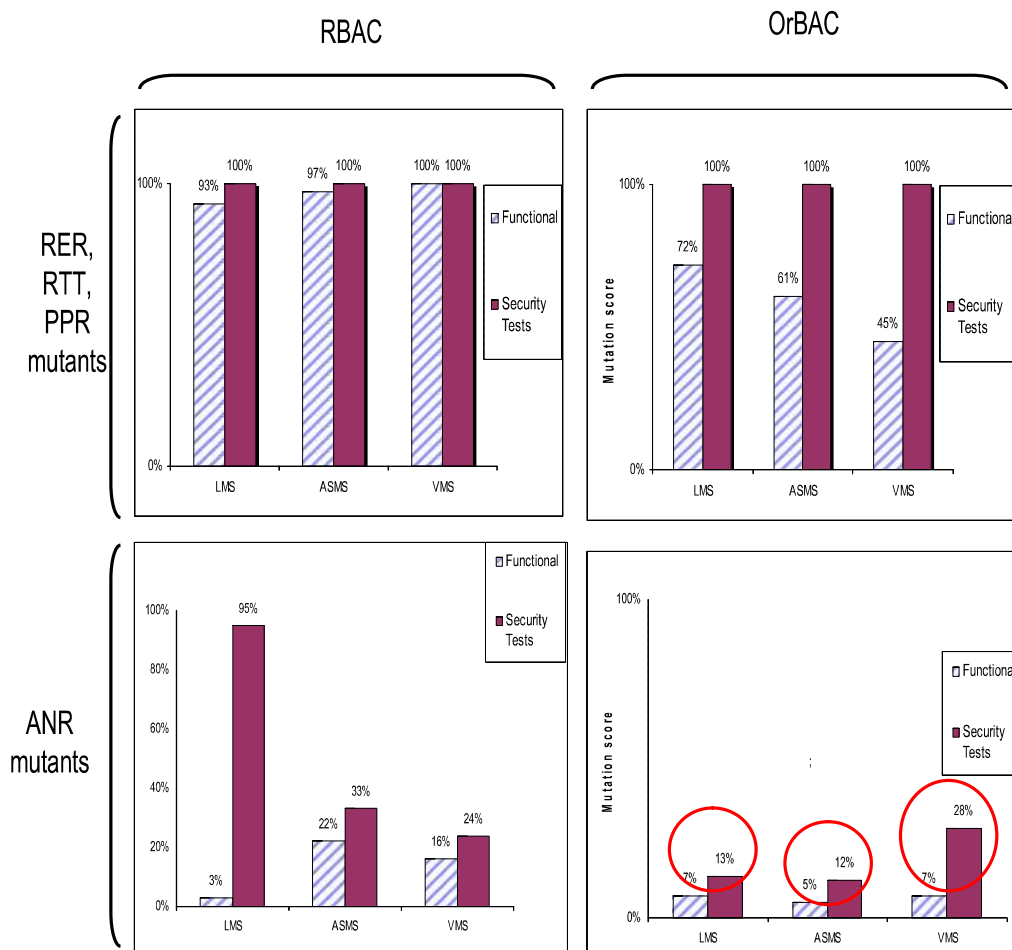 RBAC
OrBAC
RER,
RTT,
PPR
mutants
100%
0%
93%
100%
97%
100%
100%
100%
LMS
ASMS
VMS
Functional
Security
Tests
Mutation score
100%
0%
72%
100%
61%
100%
45%
100%
LMS
ASMS
VMS
Functional
Security
Tests
ANR
mutants
100%
80%
60%
40%
20%
0%
3%
95%
22%
33%
16%
24%
LMS
ASMS
VMS
Functional
Security
Tests
Mutation score
100%
0%
7%
13%
5%
12%
7%
28%
;
LMS
ASMS
VMS
Functional
Security
Tests